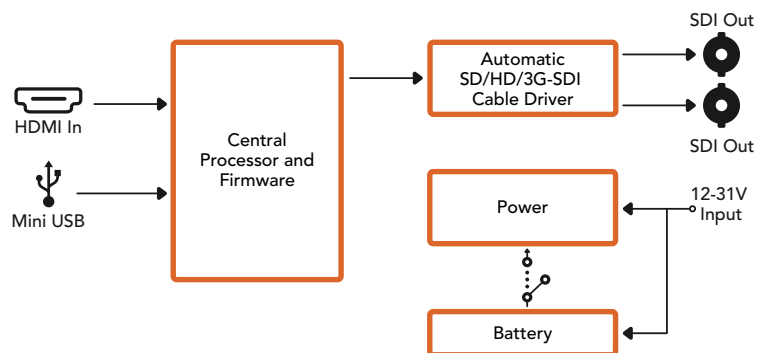 SDI Out
Automatic
SD/HD/3G-SDI
Cable Driver
HDMI In
Central
Processor and
Firmware
SDI Out
Mini USB
Power
12-31V
Input
Battery